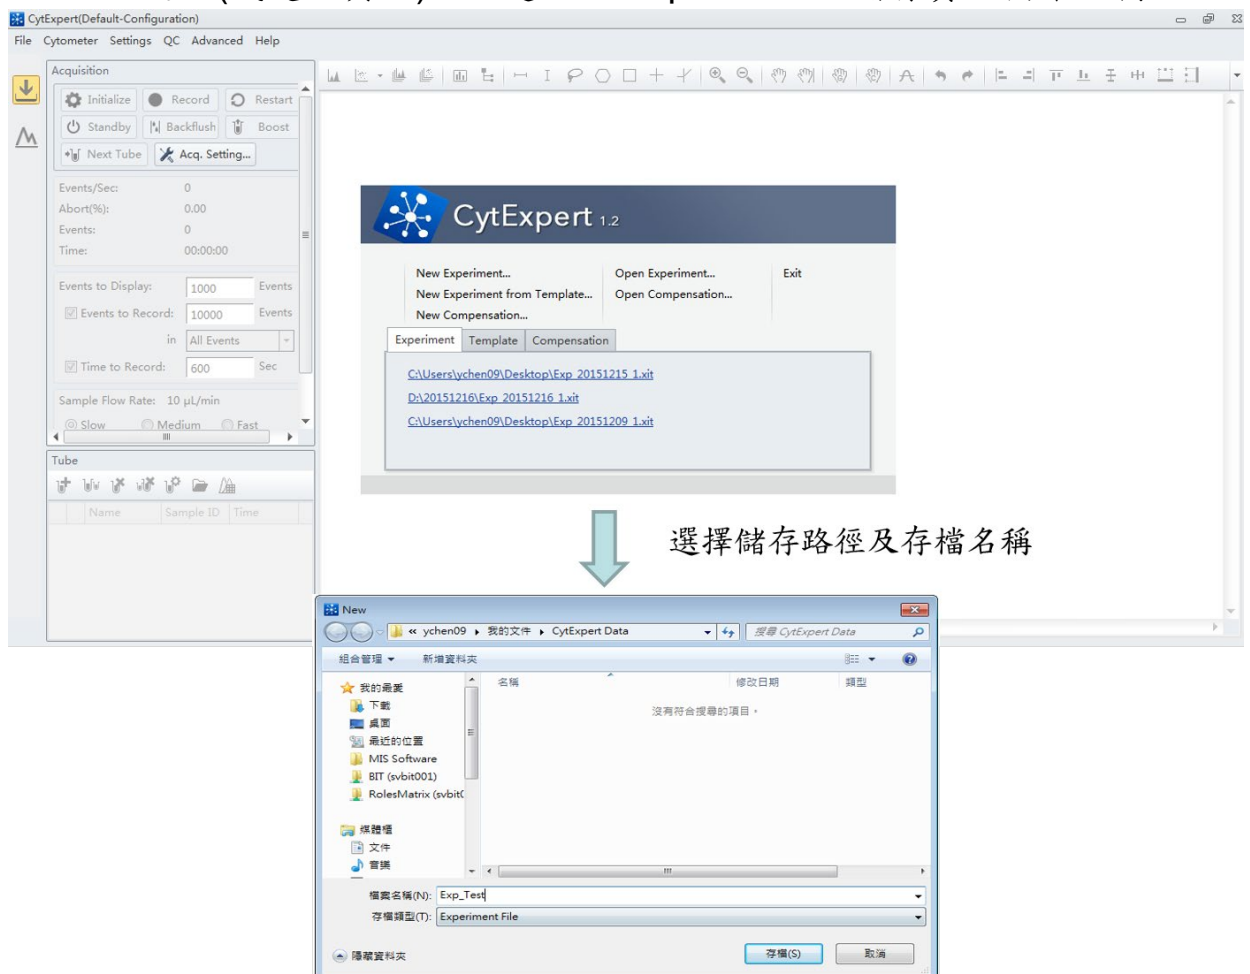 CytExpert(Default-Configuration)
File Cytometer Settings QC Advanced Help
Acquisition
Initialize Record Restart
Standby Backflush Boost
Next Tube Acq. Setting...
Events/Sec: 0
Abort(%): 0.00
Events: 0
Time: 00:00:00
Events to Display: 1000 Events
Events to Record: 10000 Events
in All Events
Time to Record: 600 Sec
Sample Flow Rate: 10 µL/min
Slow Medium Fast
Tube
Name Sample ID Time
CytExpert 1.2
New Experiment... Open Experiment... Exit
New Experiment from Template... Open Compensation...
New Compensation...
Experiment Template Compensation
C:\Users\ychen09\Desktop\Exp_20151215_1.xit
D:\20151216\Exp_20151216_1.xit
C:\Users\ychen09\Desktop\Exp_20151209_1.xit
選擇儲存路徑及存檔名稱
New
« ychen09 ▸ 我的文件 ▸ CytExpert Data 搜尋 CytExpert Data
組合管理 新增資料夾
名稱 修改日期 類型
沒有符合搜尋的項目。
我的最愛
下載
桌面
最近的位置
MIS Software
BIT (svbit001)
RolesMatrix (svbit0
媒體櫃
文件
音樂
檔案名稱(N): Exp_Test
存檔類型(T): Experiment File
隱藏資料夾 存檔(S) 取消